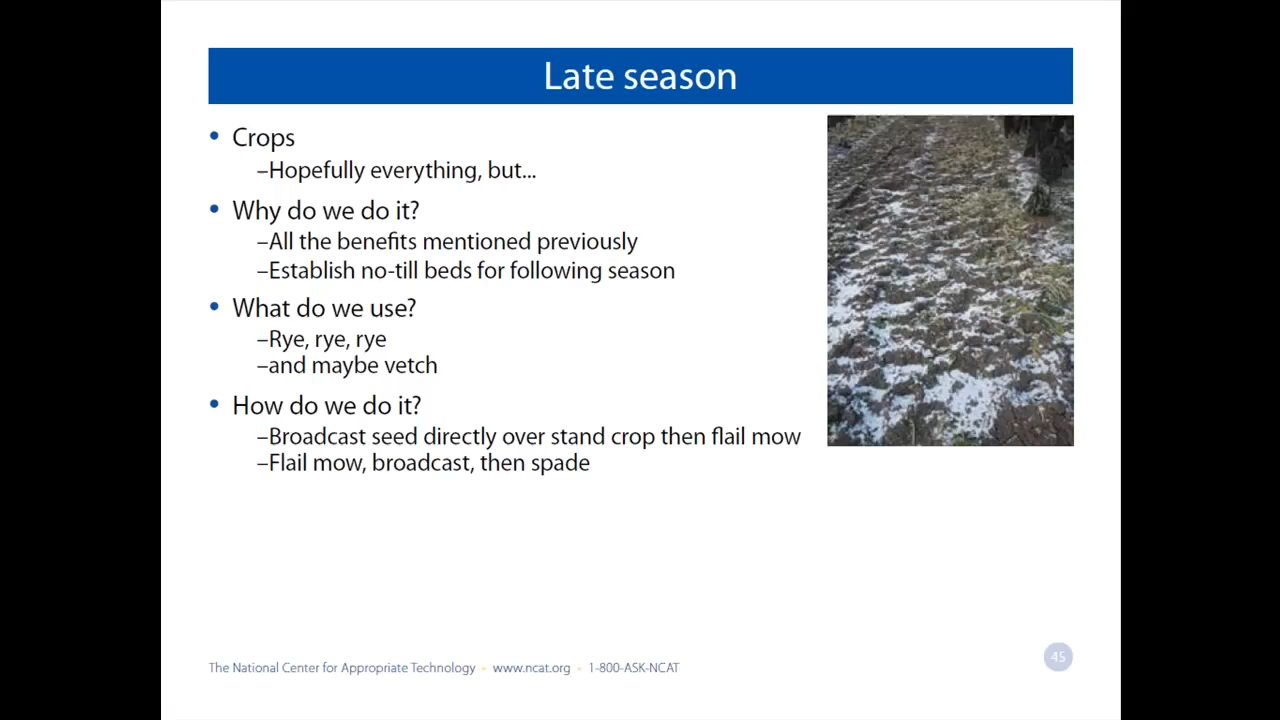 Late season
• Crops
–Hopefully everything, but...
• Why do we do it?
–All the benefits mentioned previously
–Establish no-till beds for following season
• What do we use?
–Rye, rye, rye
–and maybe vetch
• How do we do it?
–Broadcast seed directly over stand crop then flail mow
–Flail mow, broadcast, then spade
The National Center for Appropriate Technology • www.ncat.org • 1-800-ASK-NCAT
45